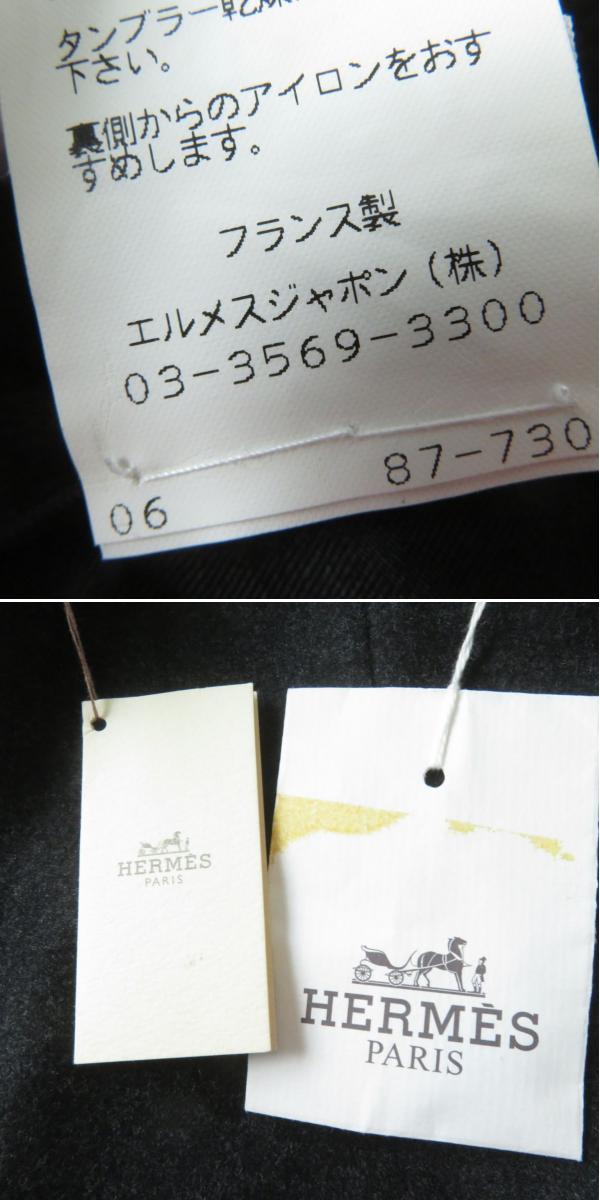 タンブラー乾燥
下さい。
裏側からのアイロンをおす
すめします。
フランス製
エルメスジャポン（株）
03-3569-3300
87-730
06
HERMÈS
PARIS
HERMÈS
PARIS